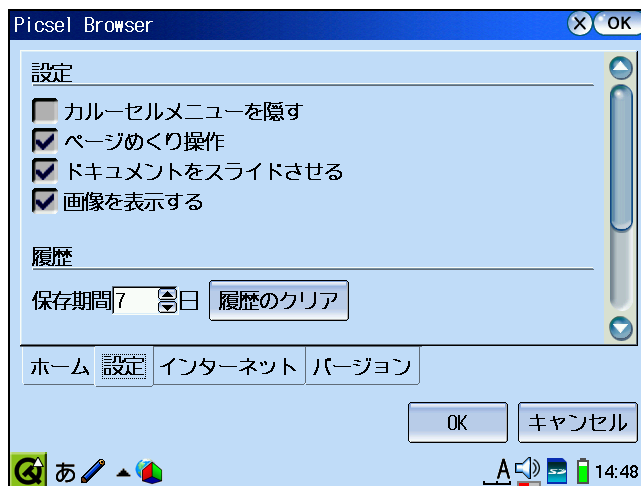 Picsel Browser OK
設定
カルーセルメニューを隠す
ページめくり操作
ドキュメントをスライドさせる
画像を表示する
履歴
保存期間 7 日 履歴のクリア
ホーム 設定 インターネット バージョン
OK キャンセル
あ A 14:48